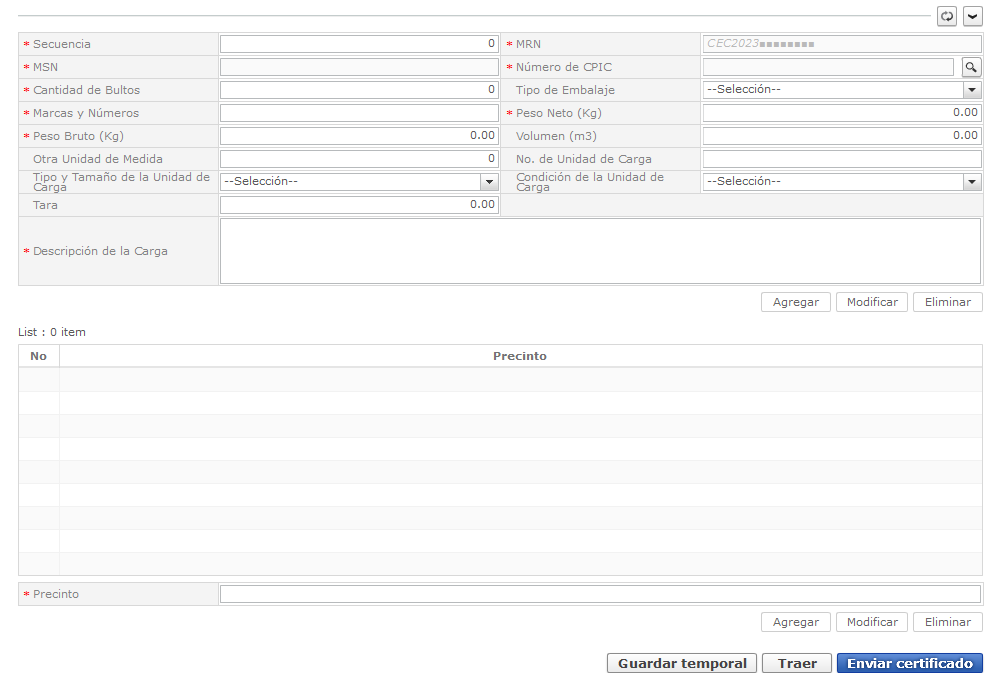 * Secuencia 0 * MRN CEC2023
* MSN * Número de CPIC
* Cantidad de Bultos 0 Tipo de Embalaje --Selección--
* Marcas y Números * Peso Neto (Kg) 0.00
* Peso Bruto (Kg) 0.00 Volumen (m3) 0.00
Otra Unidad de Medida 0 No. de Unidad de Carga
Tipo y Tamaño de la Unidad de Carga --Selección-- Condición de la Unidad de Carga --Selección--
Tara 0.00
* Descripción de la Carga
Agregar Modificar Eliminar
List : 0 item
No Precinto
* Precinto
Agregar Modificar Eliminar
Guardar temporal Traer Enviar certificado